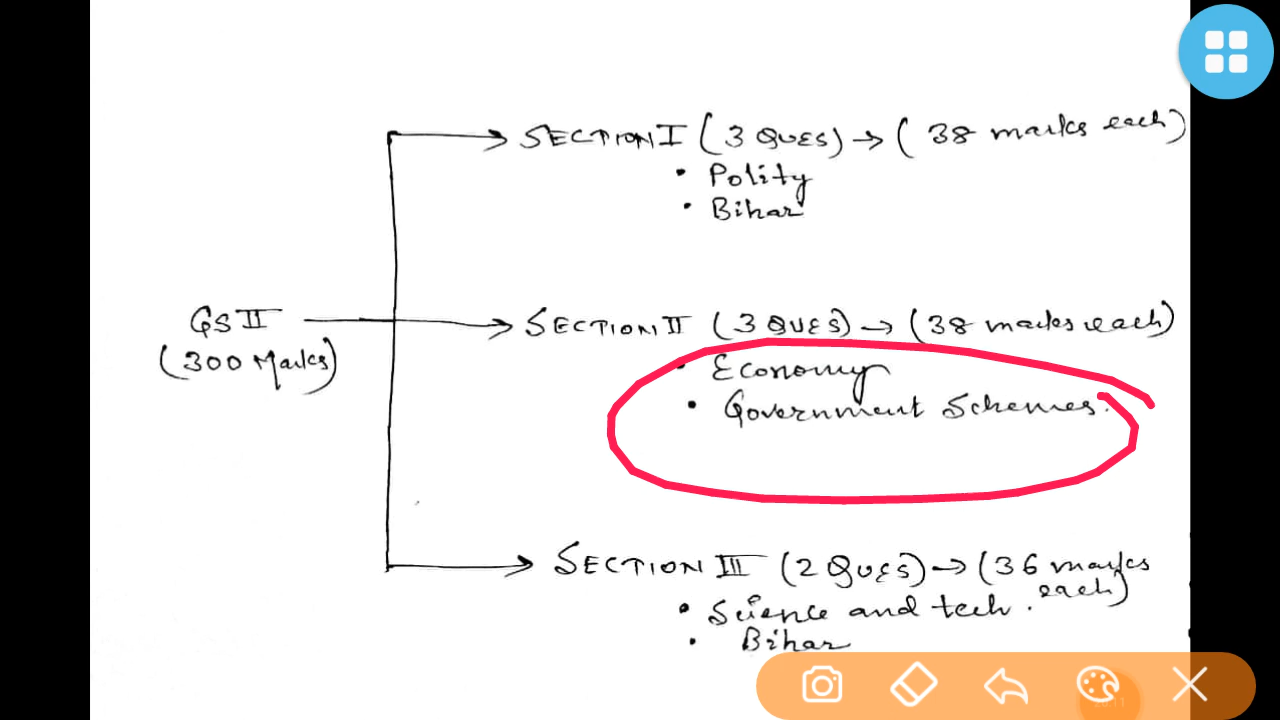 SECTION I (3 QUES) → (38 marks each)
• Polity
• Bihar
GS II
(300 Marks)
SECTION II (3 QUES) → (38 marks each)
• Economy
• Government Schemes.
SECTION III (2 QUES) → (36 marks
each)
• Science and tech.
• Bihar